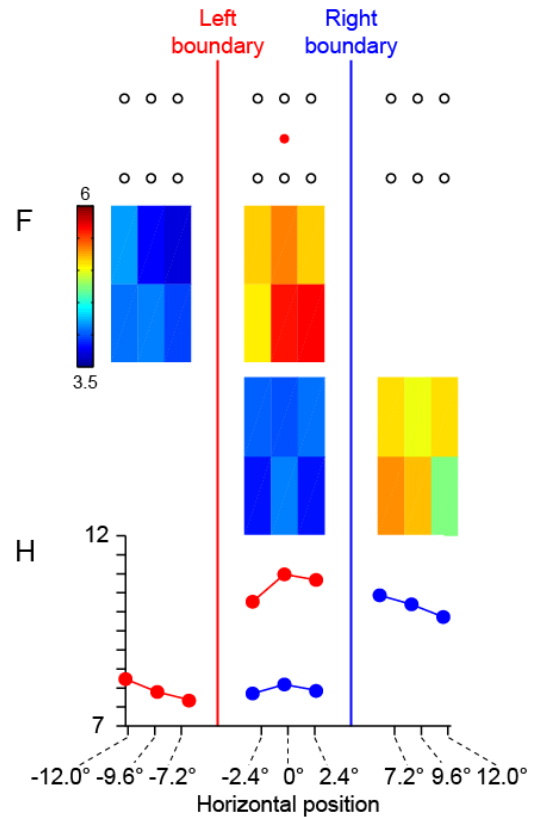 Left boundary
Right boundary
F
6
3.5
H
12
7
-12.0° -9.6° -7.2° -2.4° 0° 2.4° 7.2° 9.6° 12.0°
Horizontal position